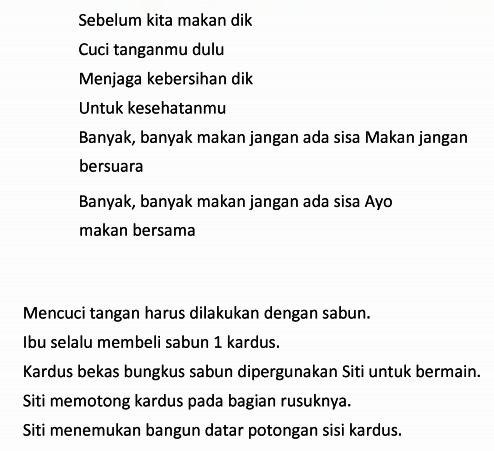 Sebelum kita makan dik
Cuci tanganmu dulu
Menjaga kebersihan dik
Untuk kesehatanmu
Banyak, banyak makan jangan ada sisa Makan jangan
bersuara
Banyak, banyak makan jangan ada sisa Ayo
makan bersama
Mencuci tangan harus dilakukan dengan sabun.
Ibu selalu membeli sabun 1 kardus.
Kardus bekas bungkus sabun dipergunakan Siti untuk bermain.
Siti memotong kardus pada bagian rusuknya.
Siti menemukan bangun datar potongan sisi kardus.